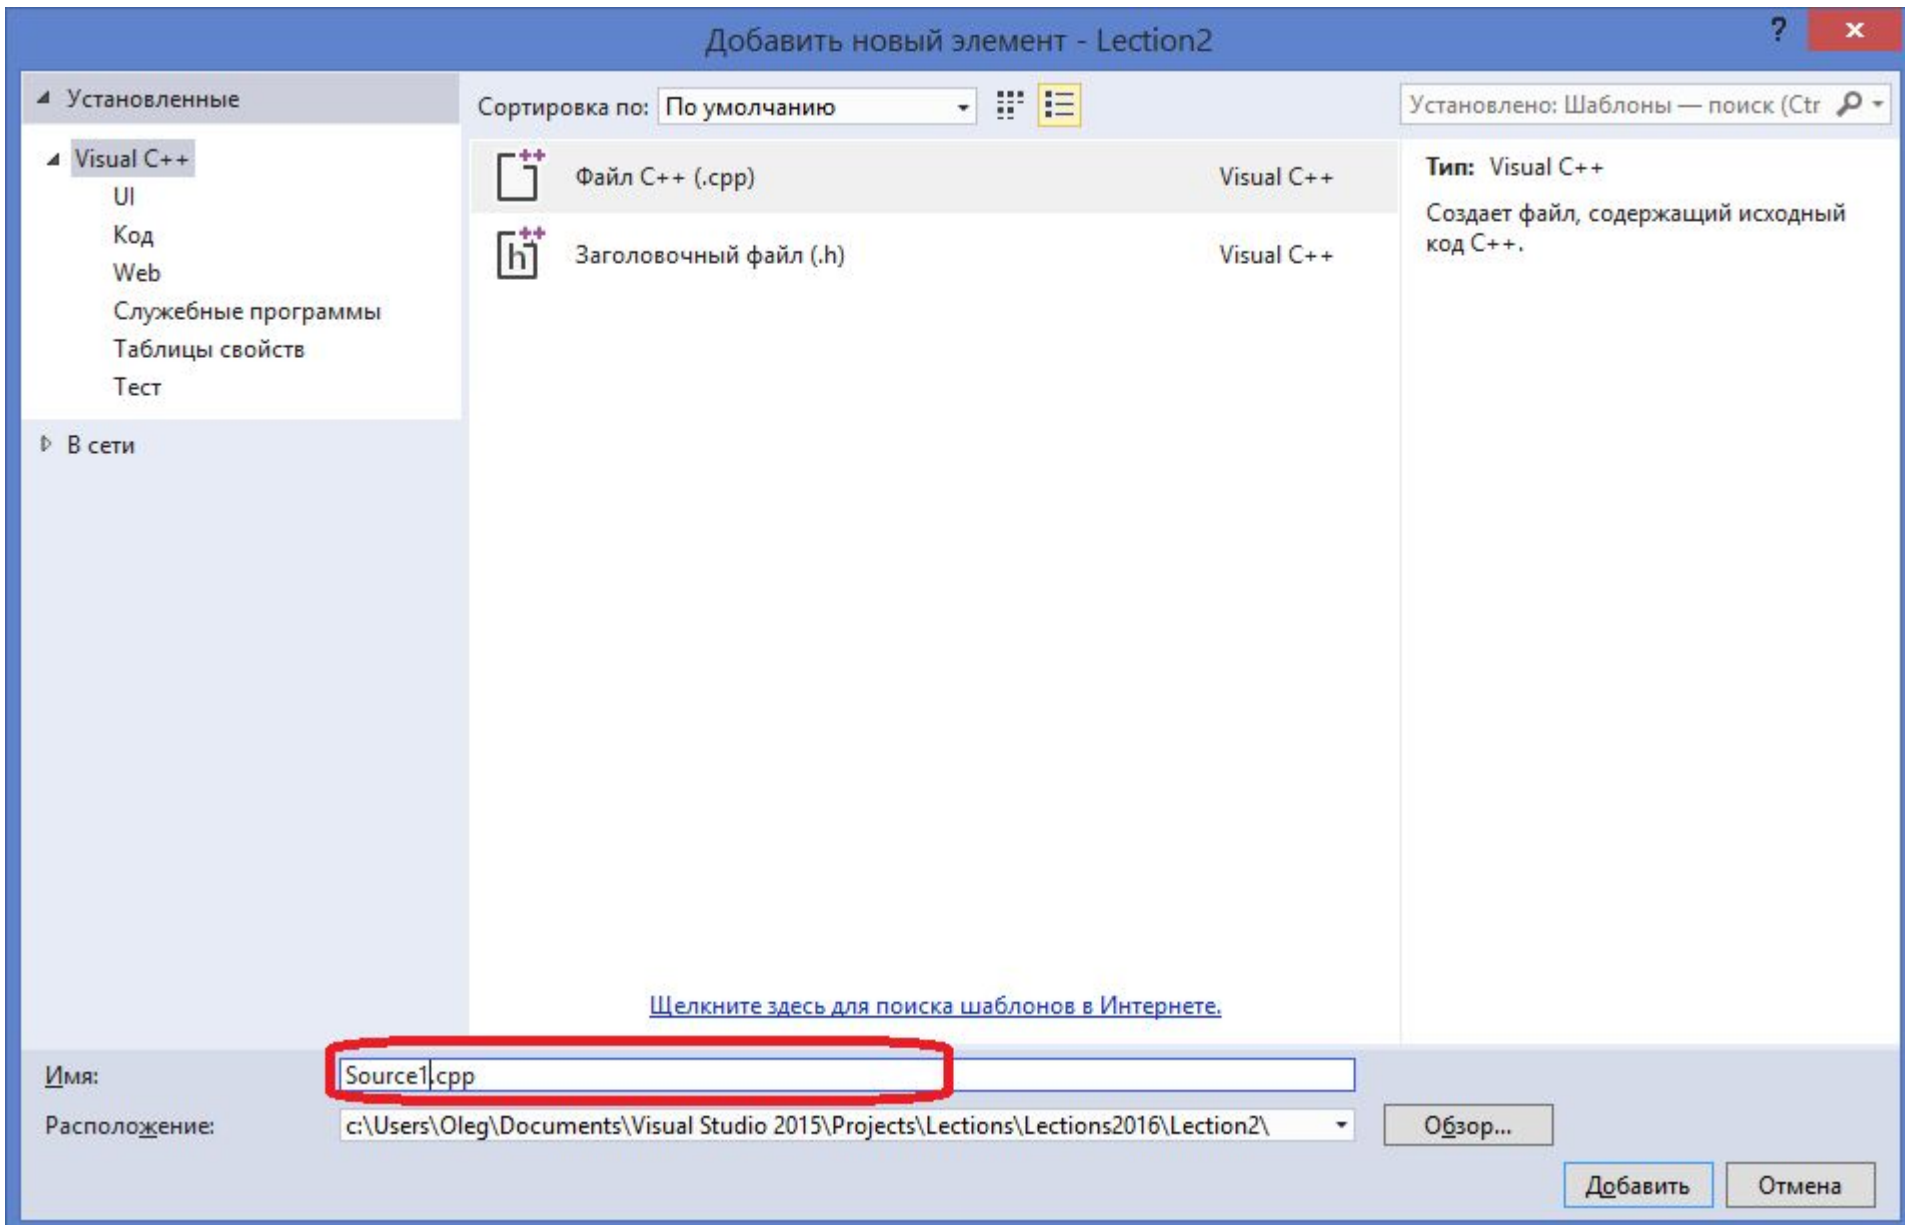 Добавить новый элемент - Lection2
?
Установленные
Visual C++
UI
Код
Web
Служебные программы
Таблицы свойств
Тест
В сети
Сортировка по: По умолчанию
Файл C++ (.cpp) Visual C++
Заголовочный файл (.h) Visual C++
Щелкните здесь для поиска шаблонов в Интернете.
Установлено: Шаблоны — поиск (Ctr
Тип: Visual C++
Создает файл, содержащий исходный
код C++.
Имя: Source1.cpp
Расположение: c:\Users\Oleg\Documents\Visual Studio 2015\Projects\Lections\Lections2016\Lection2\
Обзор...
Добавить Отмена